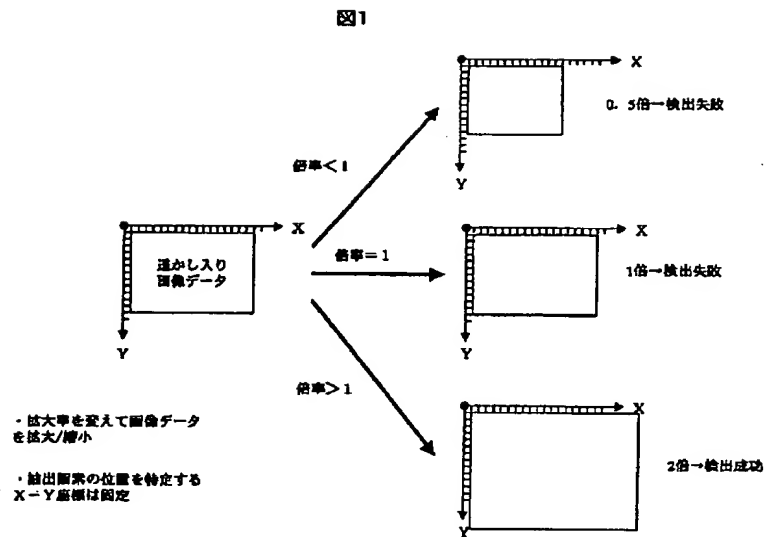 図1
X
0. 5倍→検出失敗
Y
倍率<1
X
透かし入り
画像データ
Y
倍率=1
X
1倍→検出失敗
Y
倍率>1
X
2倍→検出成功
Y
・拡大率を変えて画像データ
を拡大/縮小
・抽出画素の位置を特定する
X-Y座標は固定